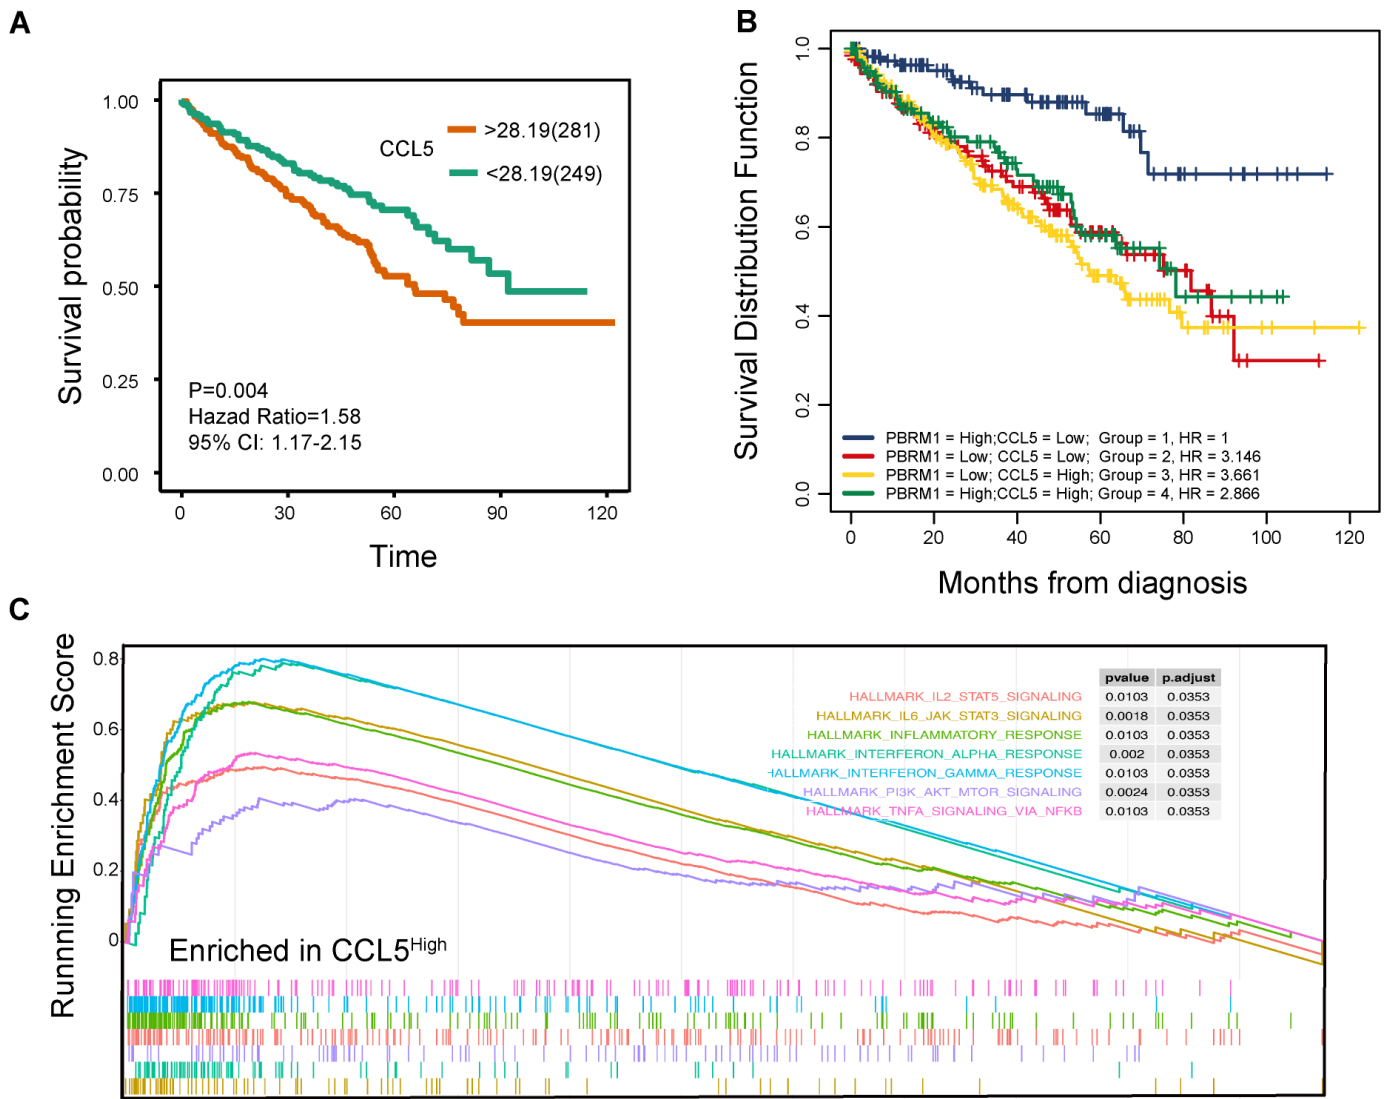 A
1.00
0.75
0.50
0.25
0.00
Survival probability
CCL5
>28.19(281)
<28.19(249)
P=0.004
Hazad Ratio=1.58
95% CI: 1.17-2.15
0 30 60 90 120
Time
B
1.0
0.8
0.6
0.4
0.2
0.0
Survival Distribution Function
PBRM1 = High;CCL5 = Low; Group = 1, HR = 1
PBRM1 = Low; CCL5 = Low; Group = 2, HR = 3.146
PBRM1 = Low; CCL5 = High; Group = 3, HR = 3.661
PBRM1 = High;CCL5 = High; Group = 4, HR = 2.866
0 20 40 60 80 100 120
Months from diagnosis
C
Runnning Enrichment Score
0.8
0.6
0.4
0.2
0
pvalue p.adjust
HALLMARK_IL2_STAT5_SIGNALING 0.0103 0.0353
HALLMARK_IL6_JAK_STAT3_SIGNALING 0.0018 0.0353
HALLMARK_INFLAMMATORY_RESPONSE 0.0103 0.0353
HALLMARK_INTERFERON_ALPHA_RESPONSE 0.002 0.0353
HALLMARK_INTERFERON_GAMMA_RESPONSE 0.0103 0.0353
HALLMARK_PI3K_AKT_MTOR_SIGNALING 0.0024 0.0353
HALLMARK_TNFA_SIGNALING_VIA_NFKB 0.0103 0.0353
Enriched in CCL5High